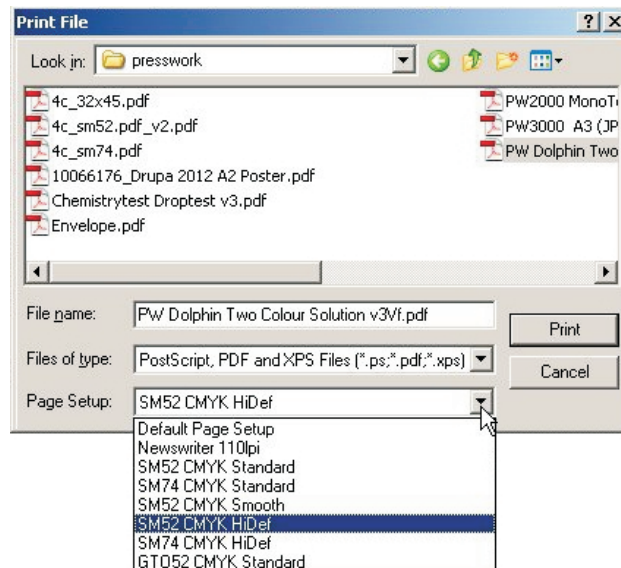 Print File
Look in: presswork
4c_32x45.pdf
4c_sm52.pdf_v2.pdf
4c_sm74.pdf
10066176_Drupa 2012 A2 Poster.pdf
Chemistrytest Droptest v3.pdf
Envelope.pdf
PW2000 MonoT
PW3000 A3 (JP
PW Dolphin Two
File name: PW Dolphin Two Colour Solution v3Vf.pdf
Print
Files of type: PostScript, PDF and XPS Files (*.ps;*.pdf;*.xps)
Cancel
Page Setup: SM52 CMYK HiDef
Default Page Setup
Newswriter 110lpi
SM52 CMYK Standard
SM74 CMYK Standard
SM52 CMYK Smooth
SM52 CMYK HiDef
SM74 CMYK HiDef
GTO52 CMYK Standard